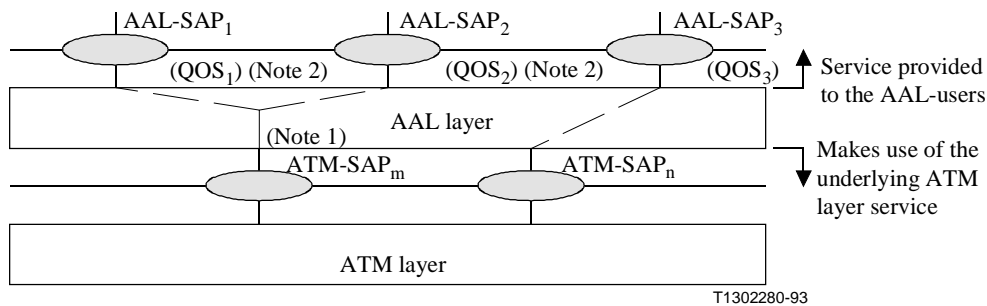 AAL-SAP1 AAL-SAP2 AAL-SAP3
(QOS1) (Note 2) (QOS2) (Note 2) (QOS3)
Service provided
to the AAL-users
AAL layer
(Note 1)
Makes use of the
underlying ATM
layer service
ATM-SAPm ATM-SAPn
ATM layer
T1302280-93